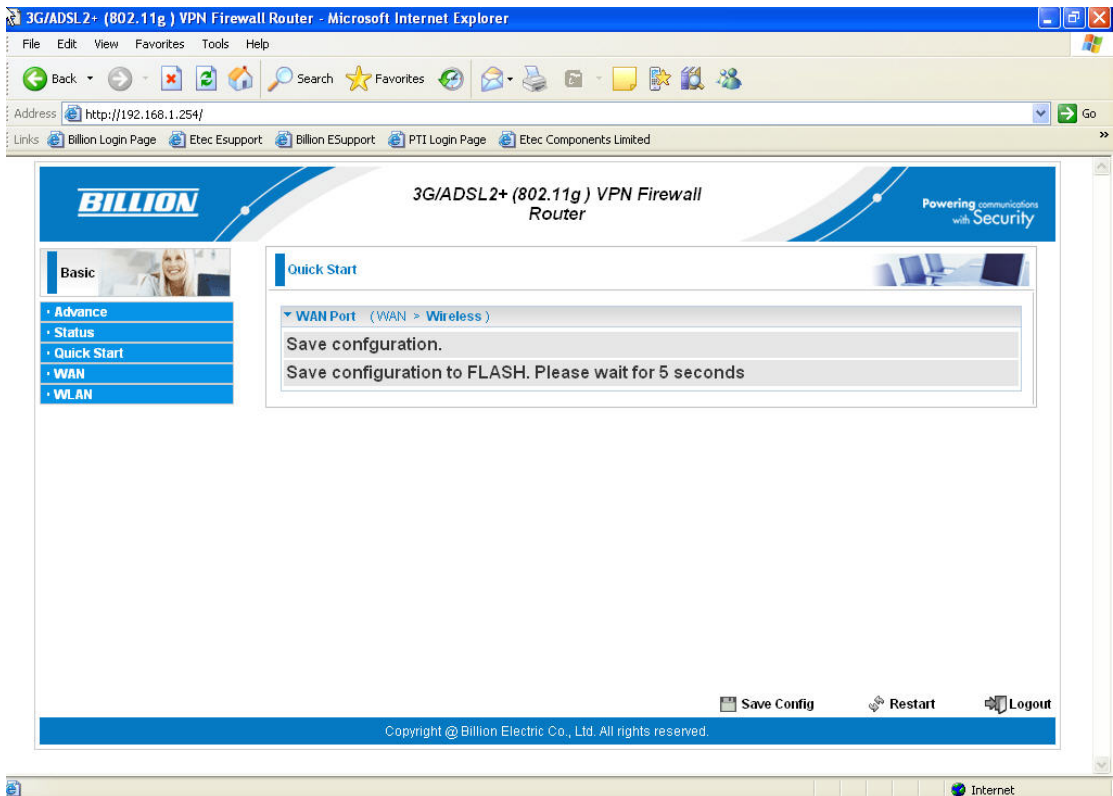 3G/ADSL2+ (802.11g ) VPN Firewall Router - Microsoft Internet Explorer
File Edit View Favorites Tools Help
Back Search Favorites
Address http://192.168.1.254/ Go
Links Billion Login Page Etec Esupport Billion ESupport PTI Login Page Etec Components Limited »
BILLION
3G/ADSL2+ (802.11g ) VPN Firewall
Router
Powering communications
with Security
Basic
Quick Start
· Advance
· Status
· Quick Start
· WAN
· WLAN
WAN Port (WAN > Wireless )
Save confguration.
Save configuration to FLASH. Please wait for 5 seconds
Save Config Restart Logout
Copyright @ Billion Electric Co., Ltd. All rights reserved.
Internet